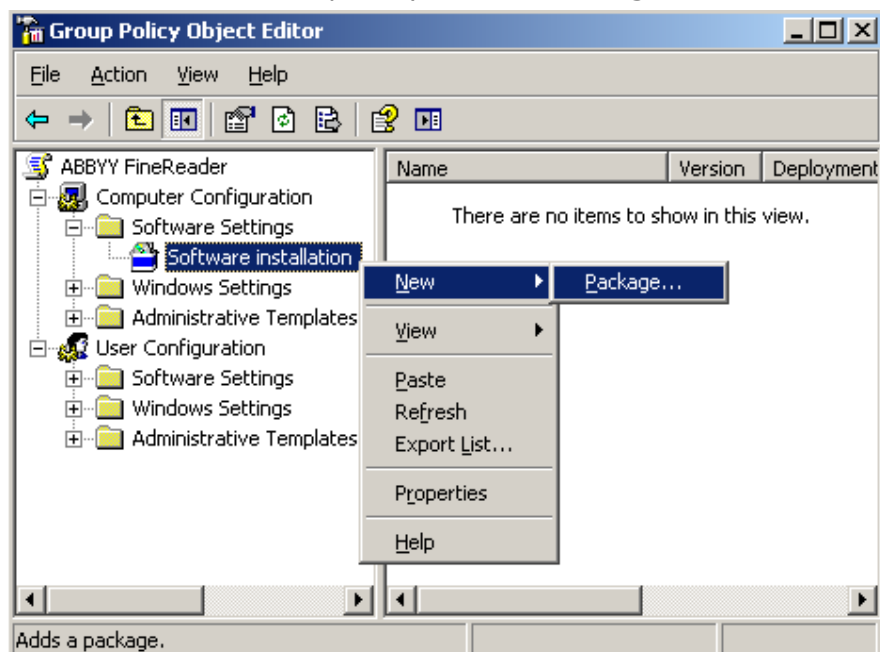 Group Policy Object Editor
File Action View Help
ABBYY FineReader
Computer Configuration
Software Settings
Software installation
Windows Settings
Administrative Templates
User Configuration
Software Settings
Windows Settings
Administrative Templates
Name Version Deployment
There are no items to show in this view.
New
Package...
View
Paste
Refresh
Export List...
Properties
Help
Adds a package.